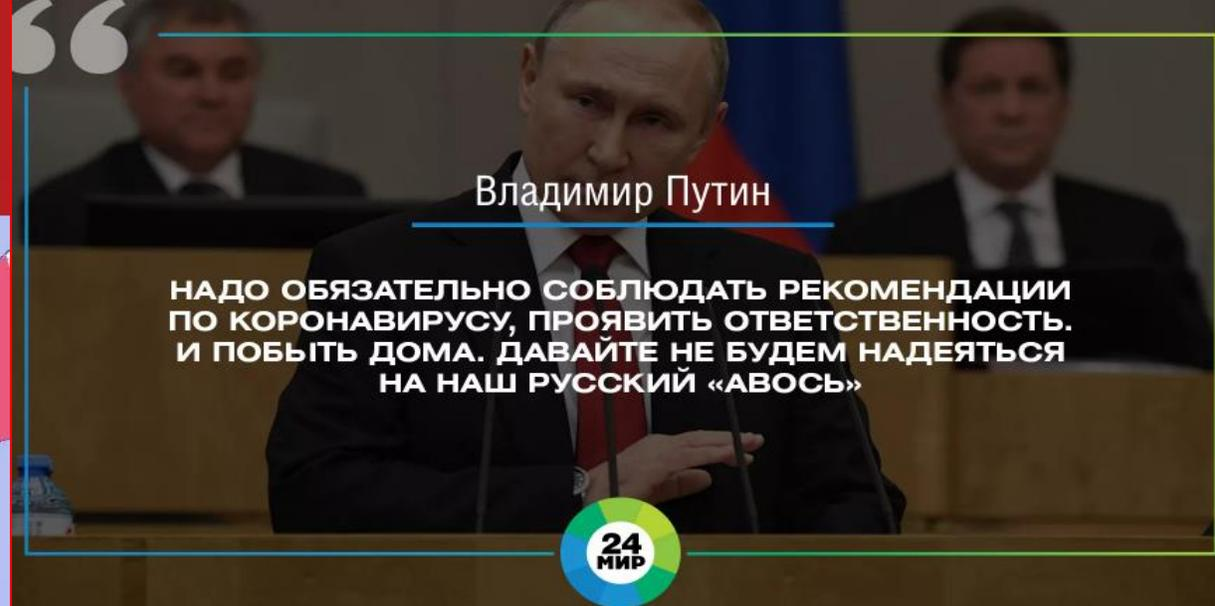 Владимир Путин
НАДО ОБЯЗАТЕЛЬНО СОБЛЮДАТЬ РЕКОМЕНДАЦИИ
ПО КОРОНАВИРУСУ, ПРОЯВИТЬ ОТВЕТСТВЕННОСТЬ.
И ПОБЫТЬ ДОМА. ДАВАЙТЕ НЕ БУДЕМ НАДЕЯТЬСЯ
НА НАШ РУССКИЙ «АВОСЬ»
24
МИР